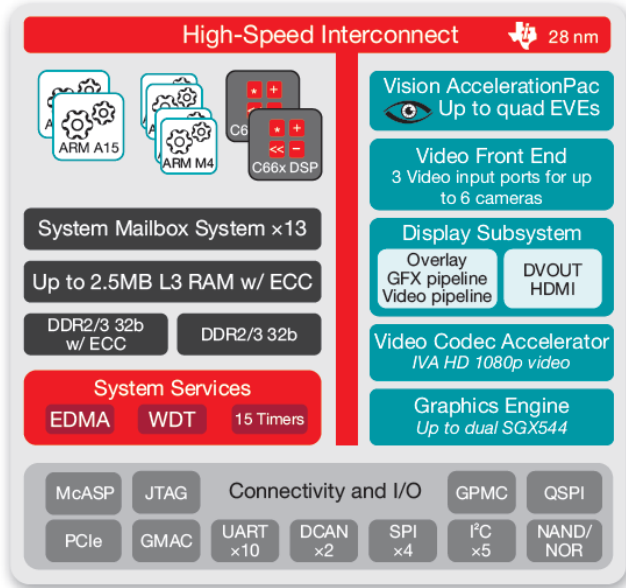 High-Speed Interconnect
28 nm
ARM A15
ARM M4
C66x DSP
Vision AccelerationPac
Up to quad EVEs
Video Front End
3 Video input ports for up
to 6 cameras
System Mailbox System ×13
Display Subsystem
Overlay
GFX pipeline
Video pipeline
DVOUT
HDMI
Up to 2.5MB L3 RAM w/ ECC
DDR2/3 32b
w/ ECC
DDR2/3 32b
Video Codec Accelerator
IVA HD 1080p video
System Services
EDMA
WDT
15 Timers
Graphics Engine
Up to dual SGX544
McASP
JTAG
Connectivity and I/O
GPMC
QSPI
PCIe
GMAC
UART
×10
DCAN
×2
SPI
×4
I²C
×5
NAND/
NOR